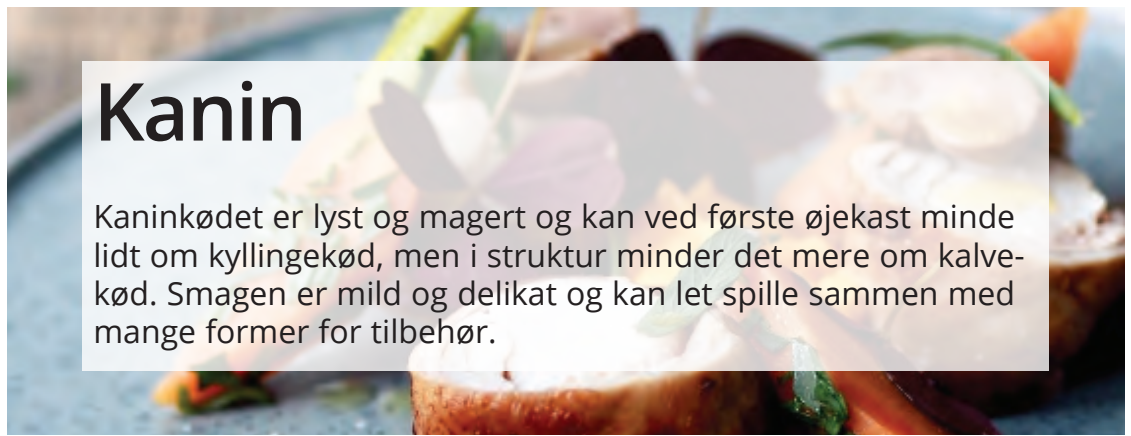 Kanin
Kaninkødet er lyst og magert og kan ved første øjekast minde
lidt om kyllingekød, men i struktur minder det mere om kalve-
kød. Smagen er mild og delikat og kan let spille sammen med
mange former for tilbehør.